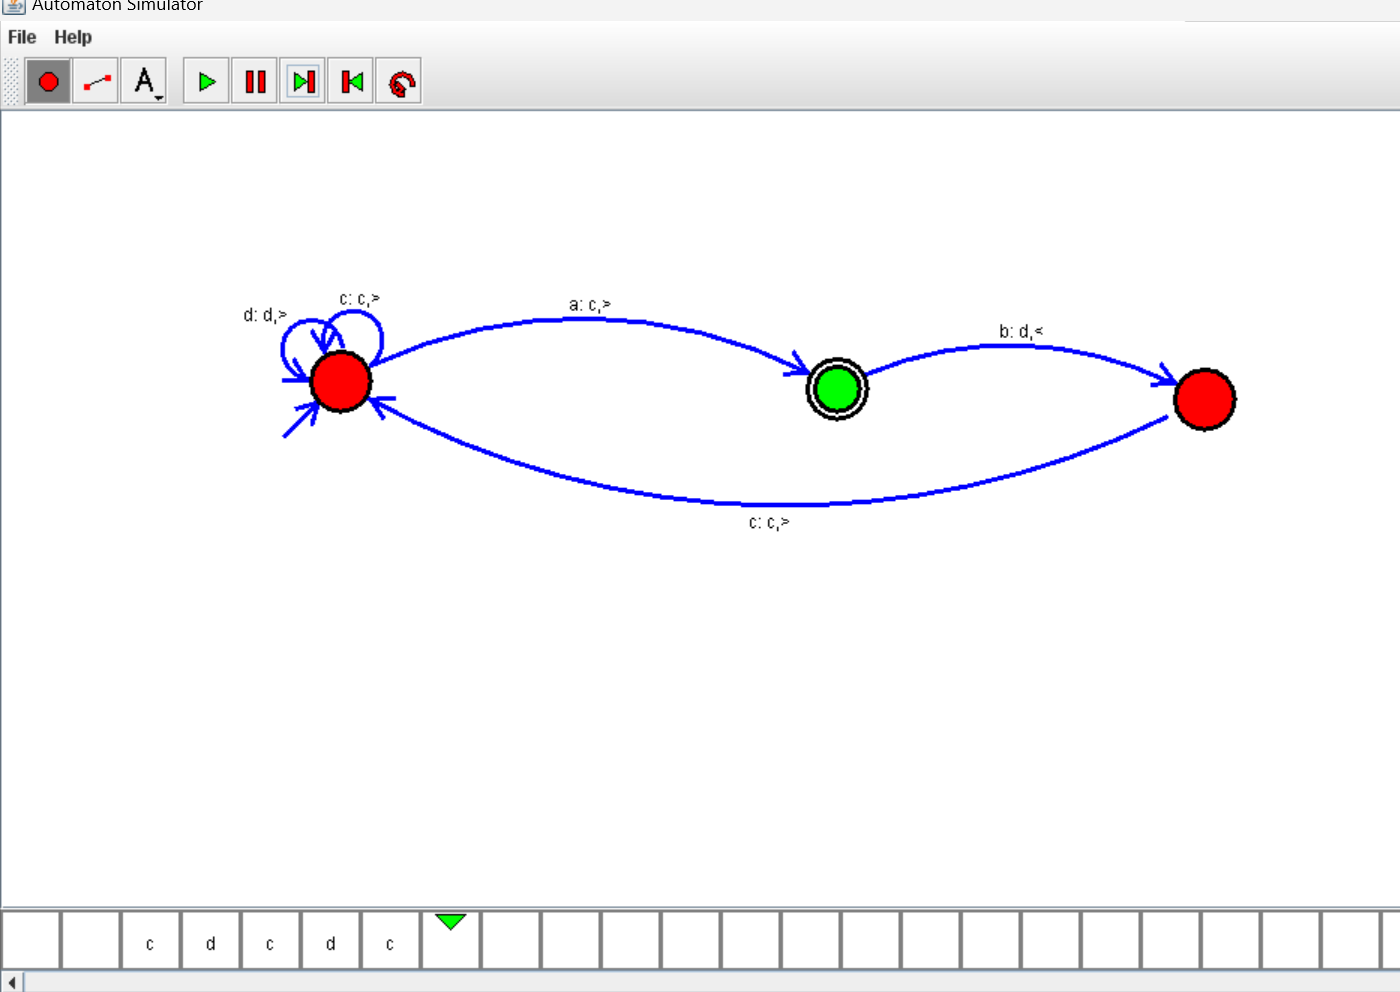 Automaton Simulator
File Help
A
c: c,>
d: d,>
a: c,>
b: d,<
c: c,>
c d c d c